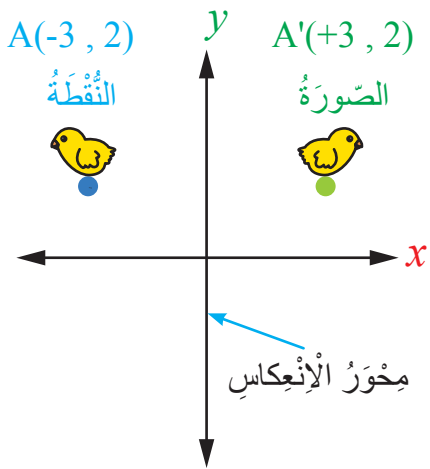 A(-3 , 2)
y
A'(+3 , 2)
النُّقْطَةُ
الصّورَةُ
x
مِحْوَرُ الْاِنْعِكاسِ